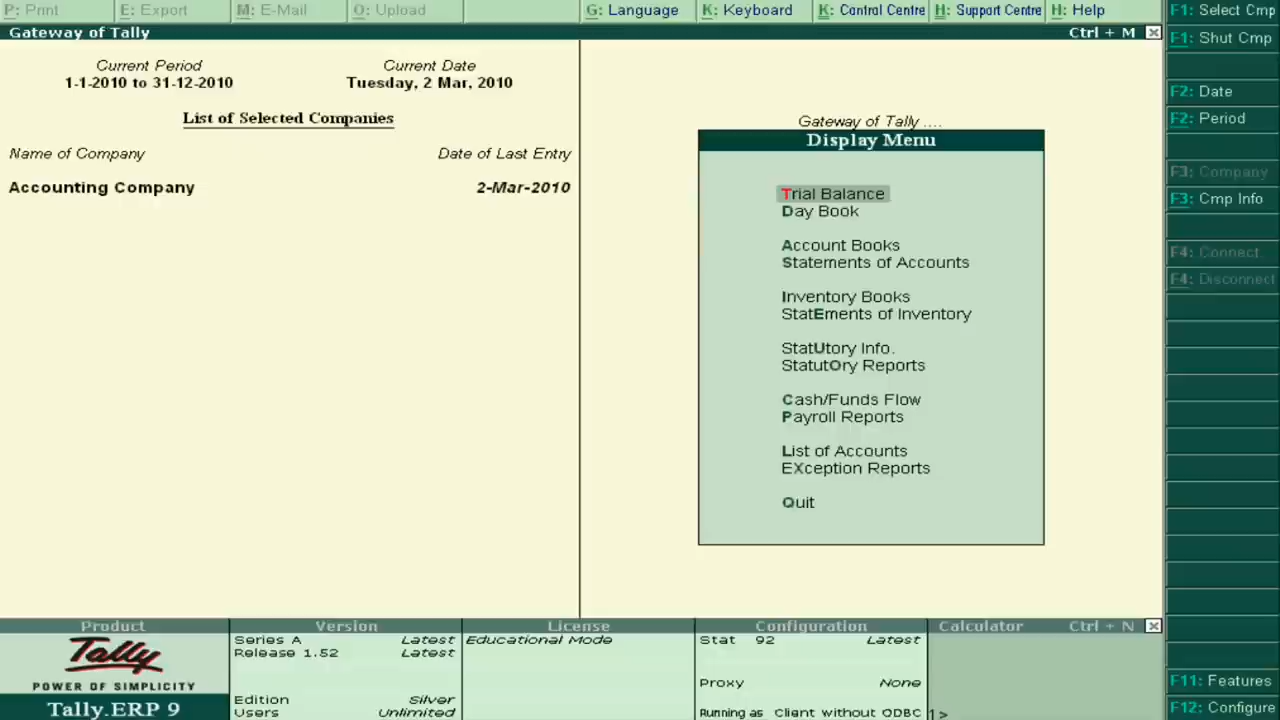 P: Print
E: Export
M: E-Mail
O: Upload
G: Language
K: Keyboard
K: Control Centre
H: Support Centre
H: Help
Gateway of Tally
Ctrl + M
Current Period
1-1-2010 to 31-12-2010
Current Date
Tuesday, 2 Mar, 2010
List of Selected Companies
Name of Company
Date of Last Entry
Accounting Company
2-Mar-2010
Gateway of Tally ....
Display Menu
Trial Balance
Day Book
Account Books
Statements of Accounts
Inventory Books
StatEments of Inventory
StatUtory Info.
StatutOry Reports
Cash/Funds Flow
Payroll Reports
List of Accounts
EXception Reports
Quit
F1: Select Cmp
F1: Shut Cmp
F2: Date
F2: Period
F3: Company
F3: Cmp Info
F4: Connect
F4: Disconnect
F11: Features
F12: Configure
Product
Tally
POWER OF SIMPLICITY
Tally.ERP 9
Version
Series A Latest
Release 1.52 Latest
Edition Silver
Users Unlimited
License
Educational Mode
Configuration
Stat 92 Latest
Proxy None
Running as Client without ODBC
Calculator
Ctrl + N
1>